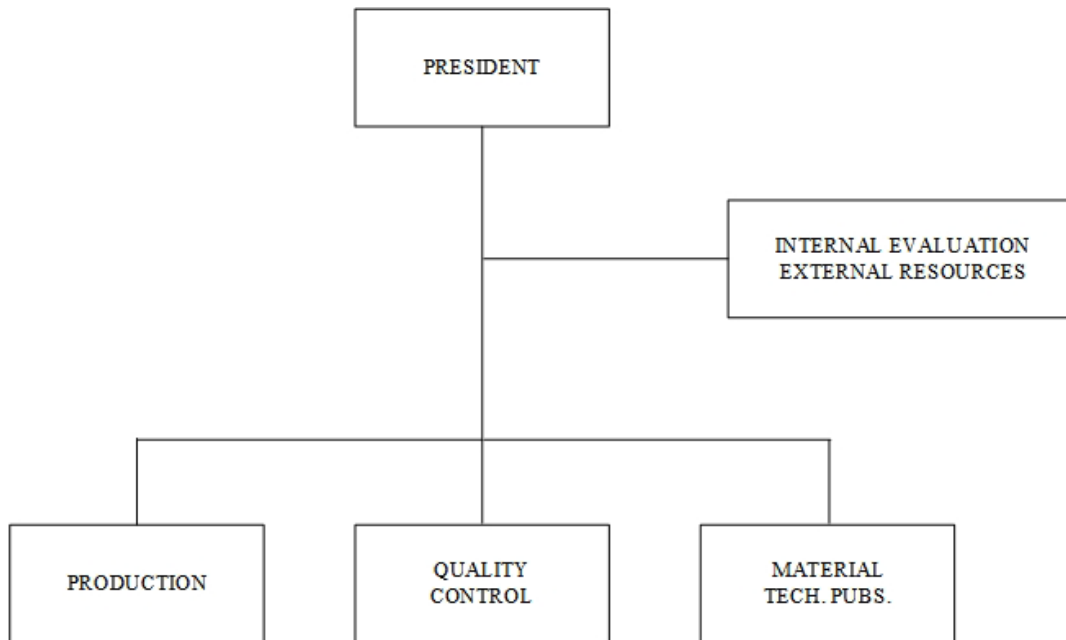 PRESIDENT
INTERNAL EVALUATION
EXTERNAL RESOURCES
PRODUCTION
QUALITY
CONTROL
MATERIAL
TECH. PUBS.